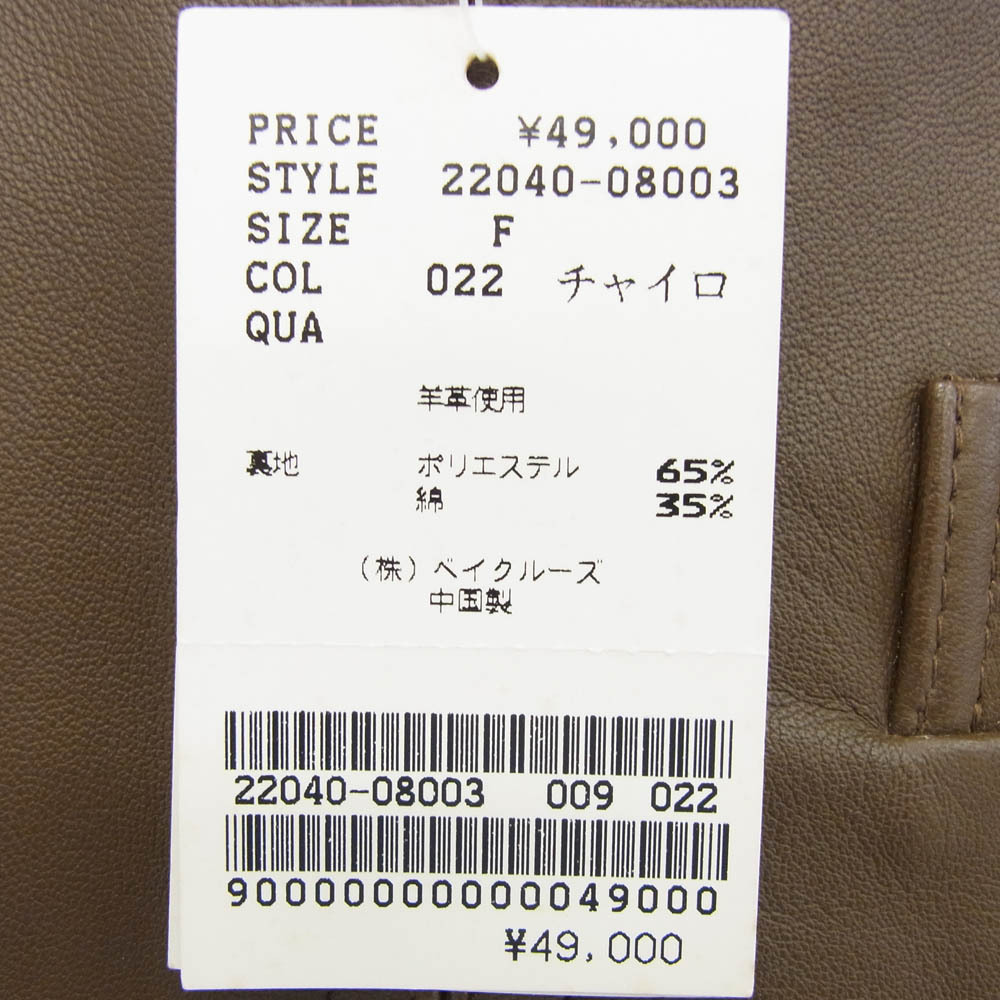 PRICE ¥49,000
STYLE 22040-08003
SIZE F
COL 022 チャイロ
QUA
羊革使用
裏地 ポリエステル 65%
綿 35%
(株)ベイクルーズ
中国製
22040-08003 009 022
90000000000049000
¥49,000